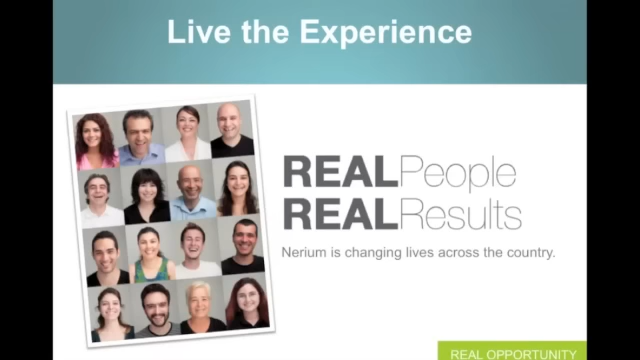 Live the Experience
REALPeople
REALResults
Nerium is changing lives across the country.
REAL OPPORTUNITY